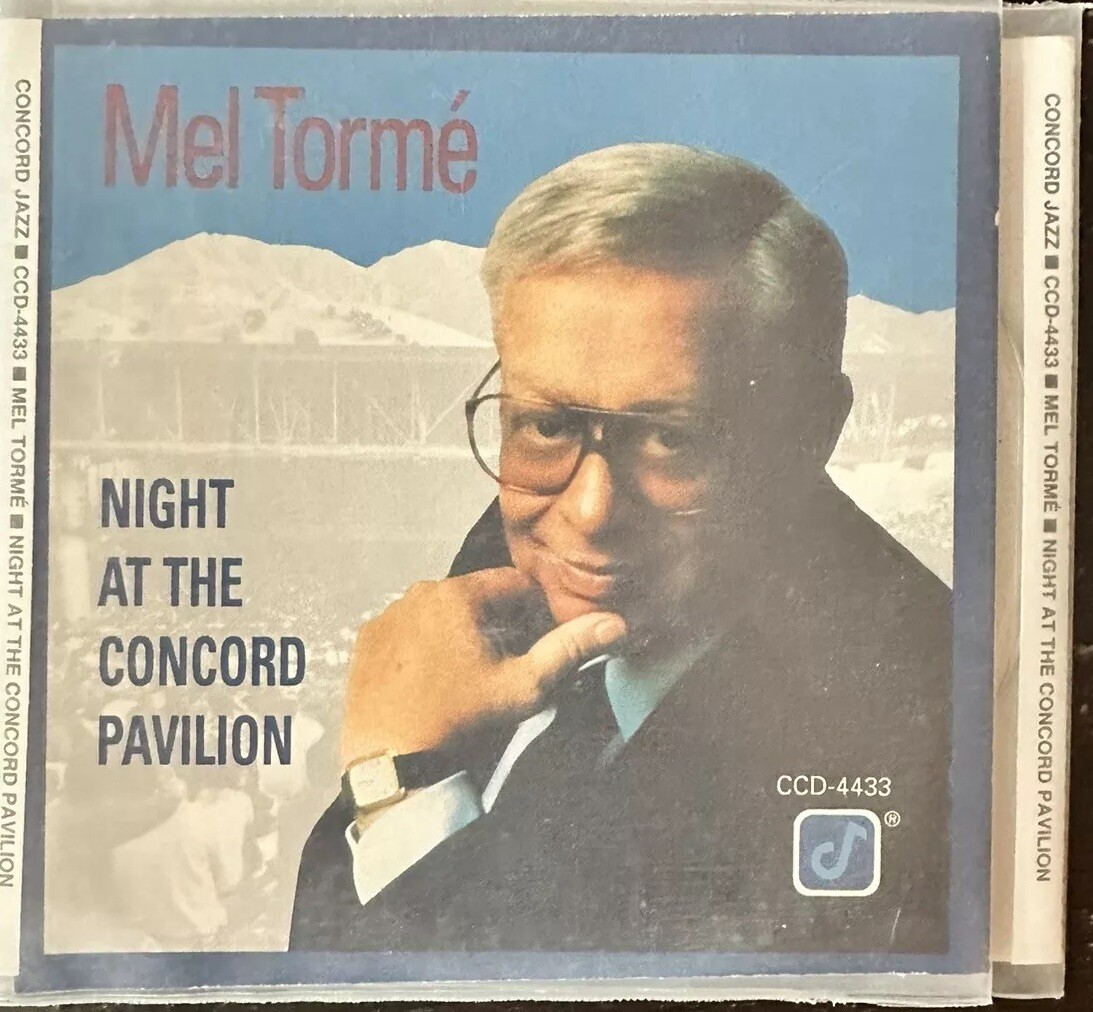 CONCORD JAZZ ■ CCD-4433 ■ MEL TORMÉ ■ NIGHT AT THE CONCORD PAVILION
Mel Tormé
NIGHT
AT THE
CONCORD
PAVILION
CCD-4433
®
CONCORD JAZZ ■ CCD-4433 ■ MEL TORMÉ ■ NIGHT AT THE CONCORD PAVILION